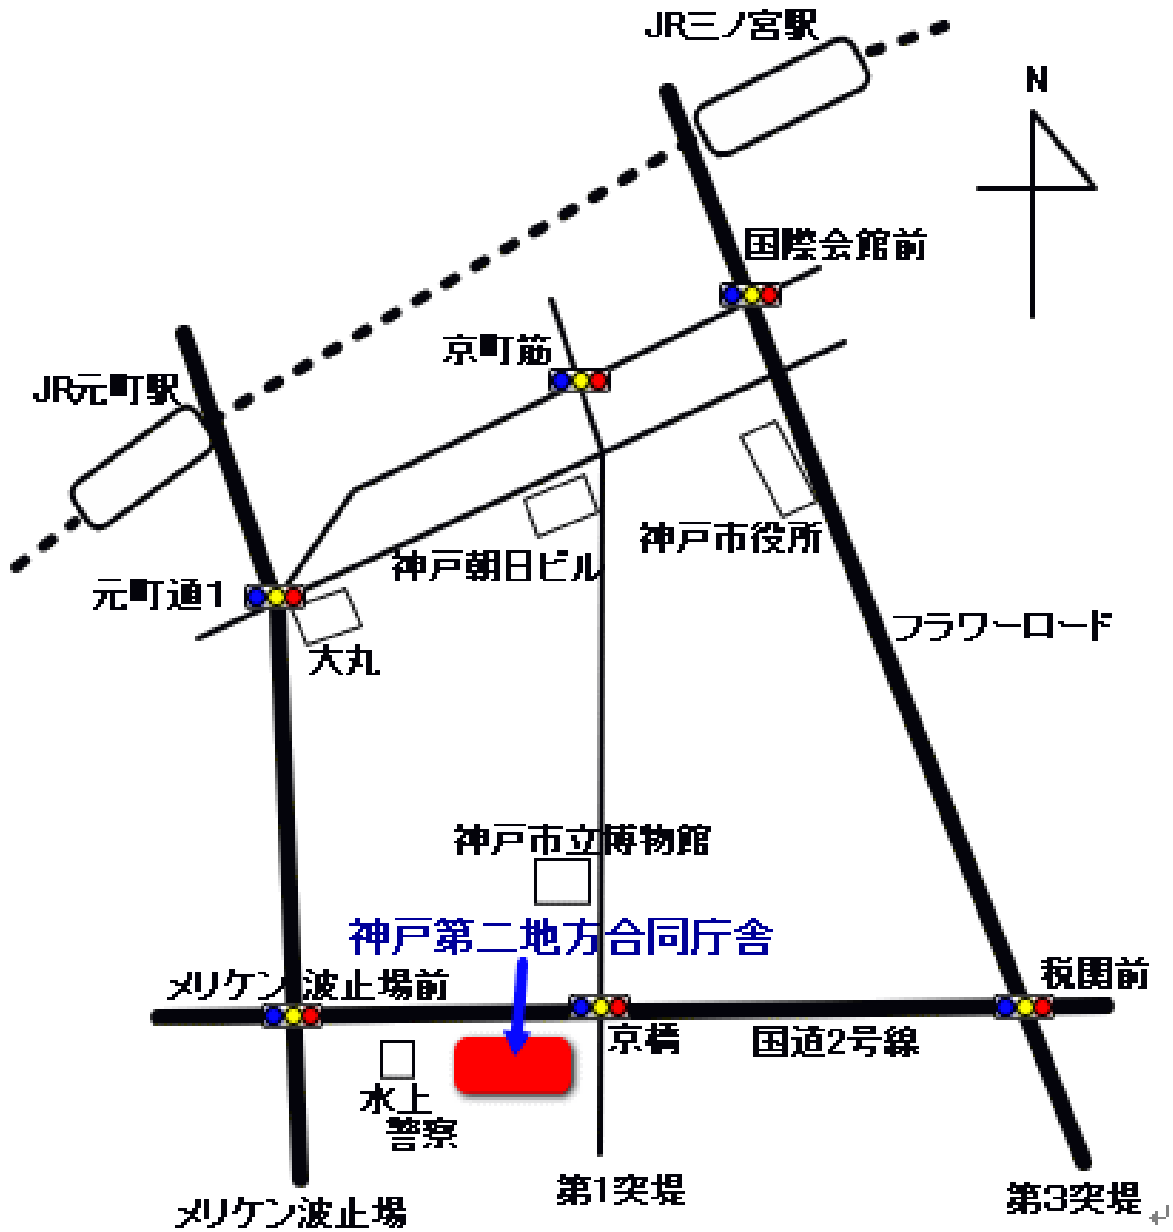 JR三ノ宮駅
N
国際会館前
京町筋
JR元町駅
神戸市役所
神戸朝日ビル
元町通1
フラワーロード
大丸
神戸市立博物館
神戸第二地方合同庁舎
税関前
メリケン波止場前
京橋
国道2号線
水上
警察
第1突堤
第3突堤
メリケン波止場